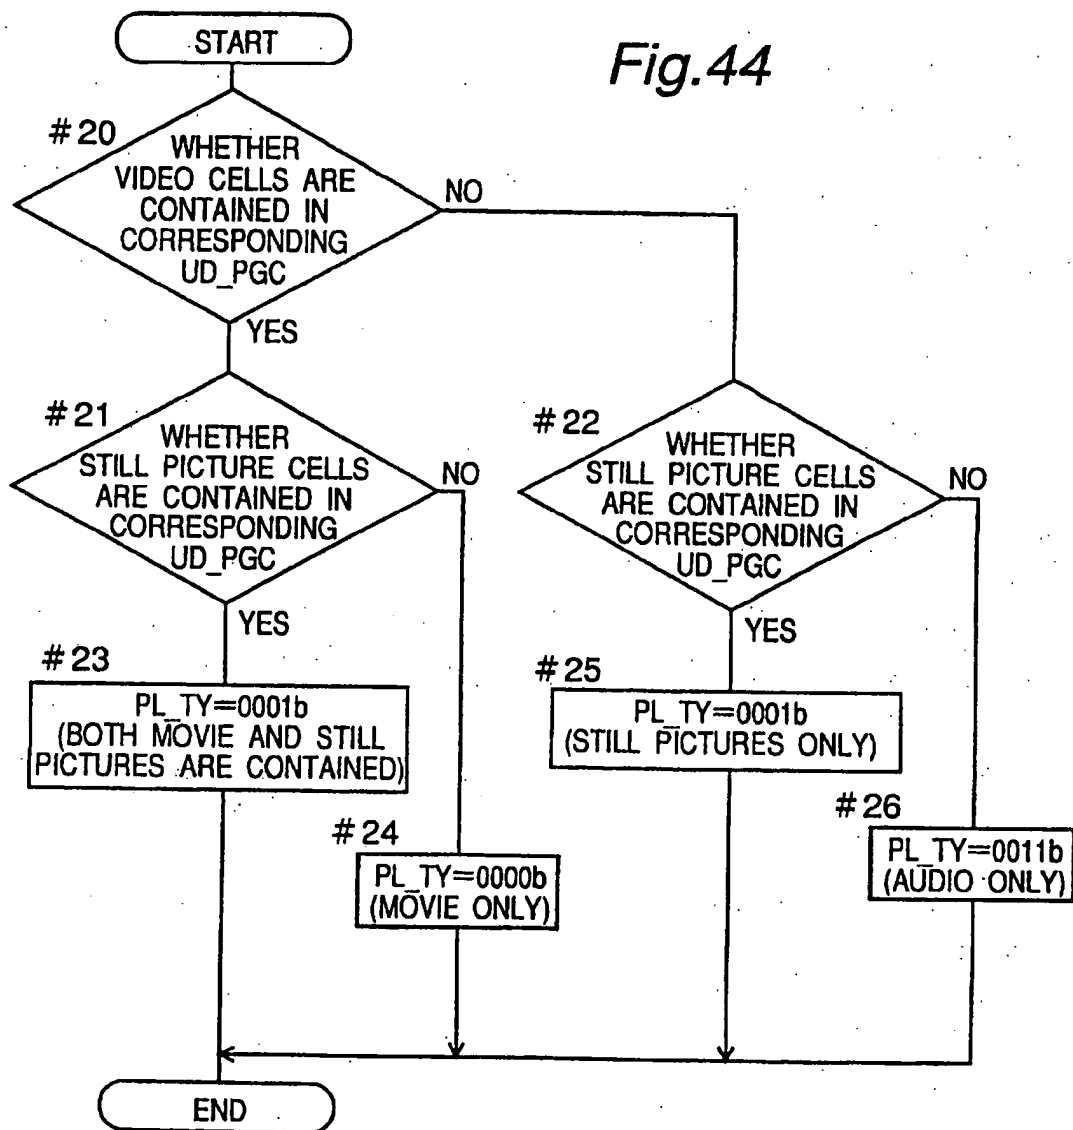 START
Fig.44
#20
WHETHER
VIDEO CELLS ARE
CONTAINED IN
CORRESPONDING
UD_PGC
NO
YES
#21
WHETHER
STILL PICTURE CELLS
ARE CONTAINED IN
CORRESPONDING
UD_PGC
NO
YES
#22
WHETHER
STILL PICTURE CELLS
ARE CONTAINED IN
CORRESPONDING
UD_PGC
NO
YES
#23
PL_TY=0001b
(BOTH MOVIE AND STILL
PICTURES ARE CONTAINED)
#25
PL_TY=0001b
(STILL PICTURES ONLY)
#24
PL_TY=0000b
(MOVIE ONLY)
#26
PL_TY=0011b
(AUDIO ONLY)
END